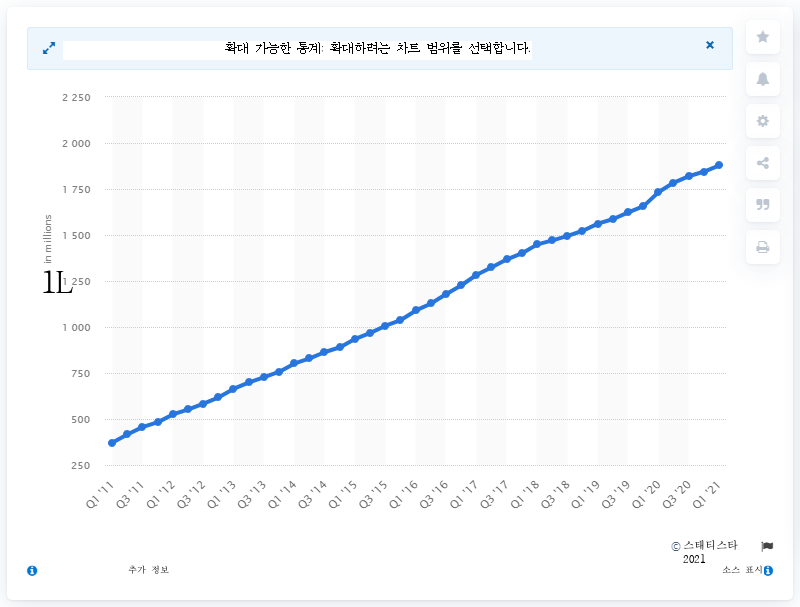 확대 가능한 통계: 확대하려는 차트 범위를 선택합니다.
2 250
2 000
1 750
1 500
1 250
1 000
750
500
250
in millions
1L
Q1 '11
Q3 '11
Q1 '12
Q3 '12
Q1 '13
Q3 '13
Q1 '14
Q3 '14
Q1 '15
Q3 '15
Q1 '16
Q3 '16
Q1 '17
Q3 '17
Q1 '18
Q3 '18
Q1 '19
Q3 '19
Q1 '20
Q3 '20
Q1 '21
© 스태티스타
2021
추가 정보
소스 표시